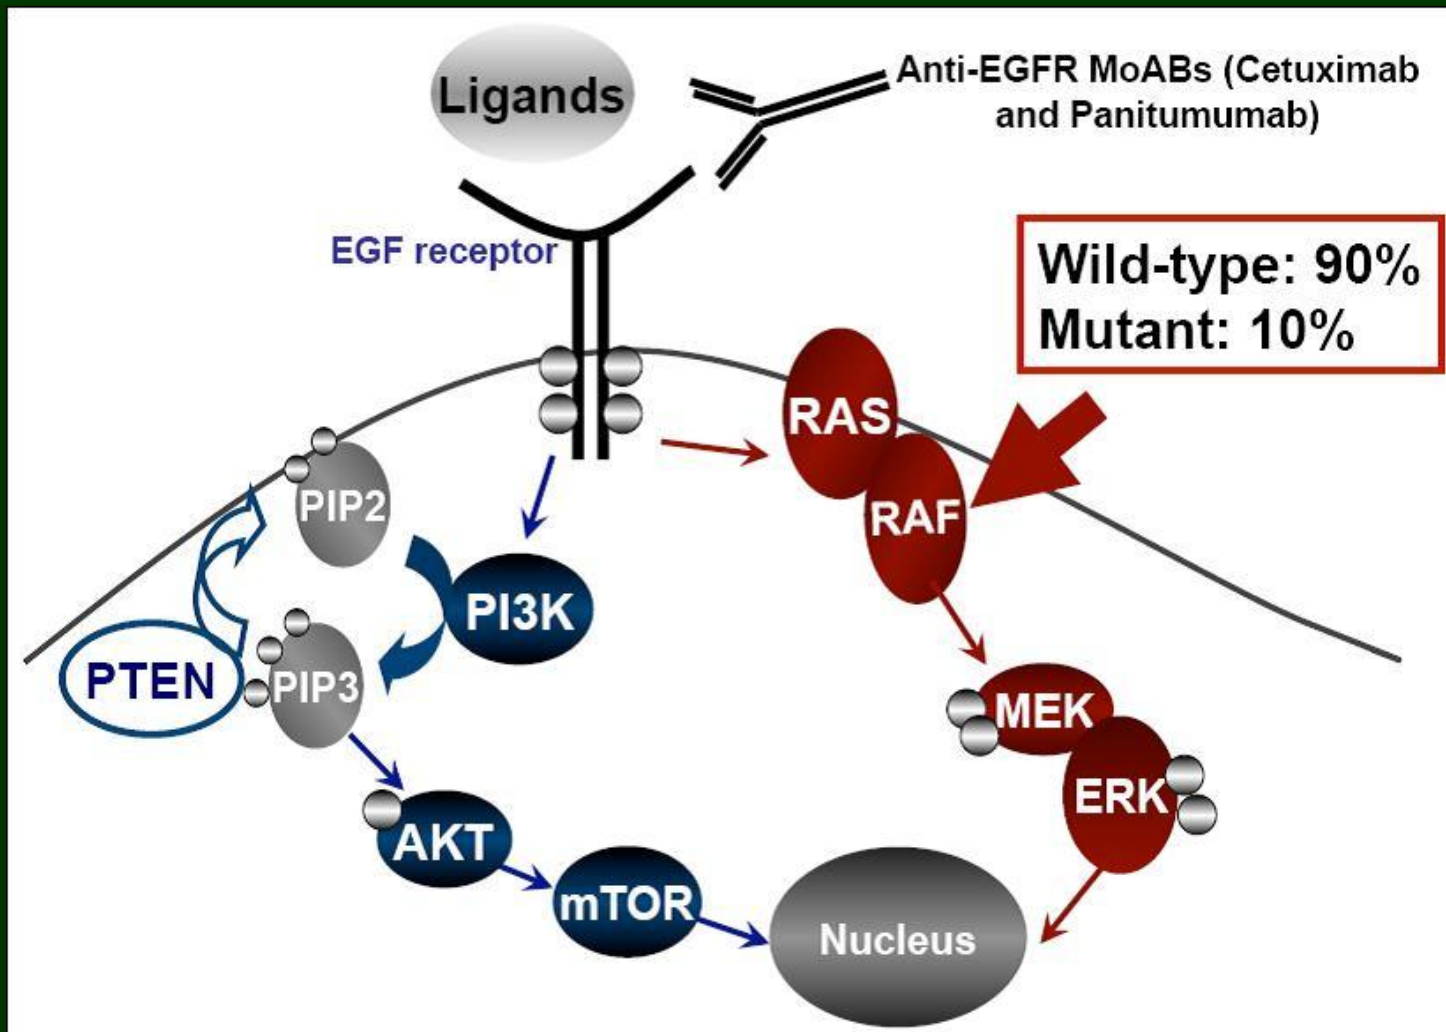 Ligands
Anti-EGFR MoABs (Cetuximab
and Panitumumab)
EGF receptor
Wild-type: 90%
Mutant: 10%
RAS
RAF
PIP2
PI3K
PTEN
PIP3
MEK
ERK
AKT
mTOR
Nucleus